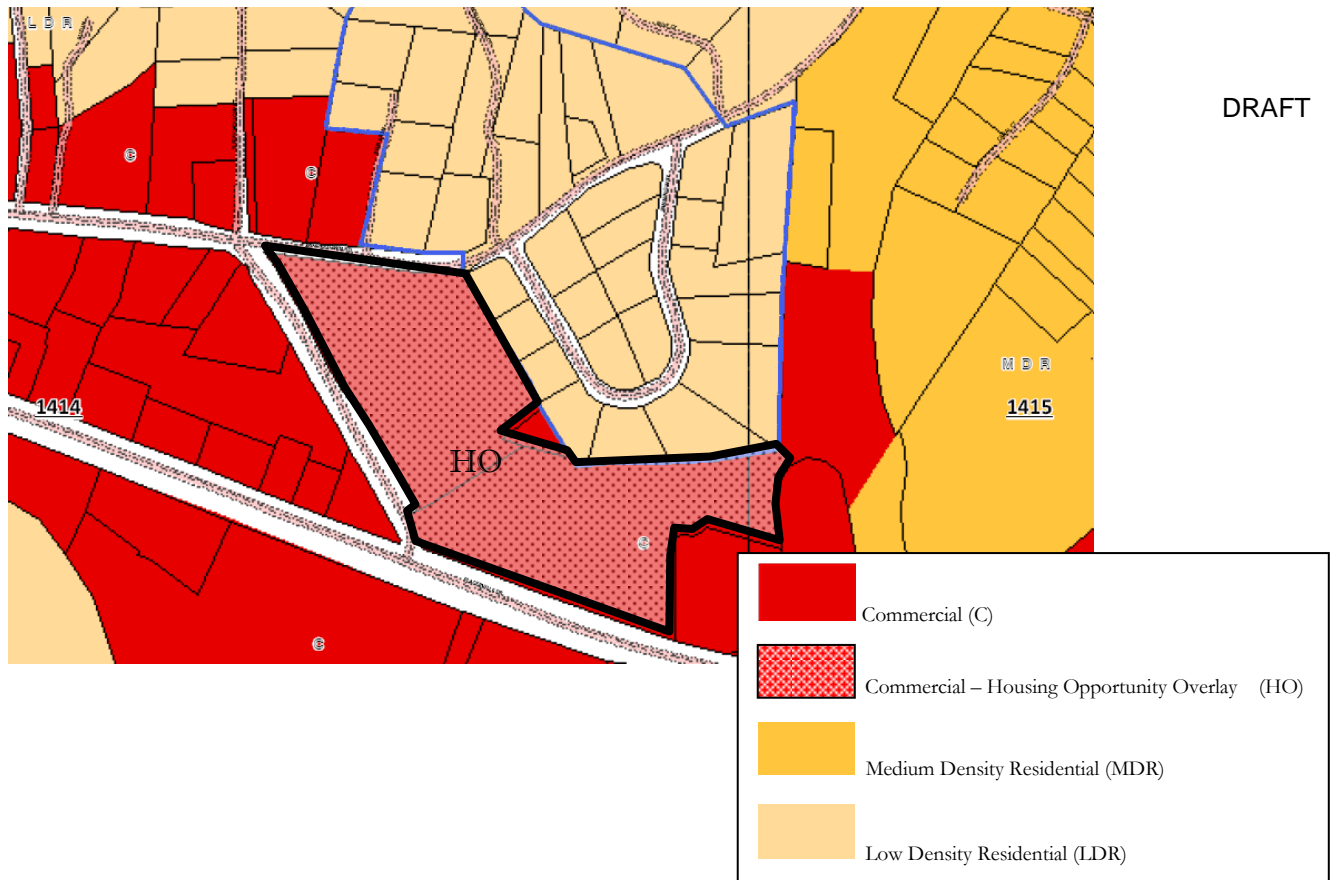 L D R
DRAFT
C
C
M D R
1414
1415
HO
C
C
Commercial (C)
Commercial – Housing Opportunity Overlay (HO)
Medium Density Residential (MDR)
Low Density Residential (LDR)